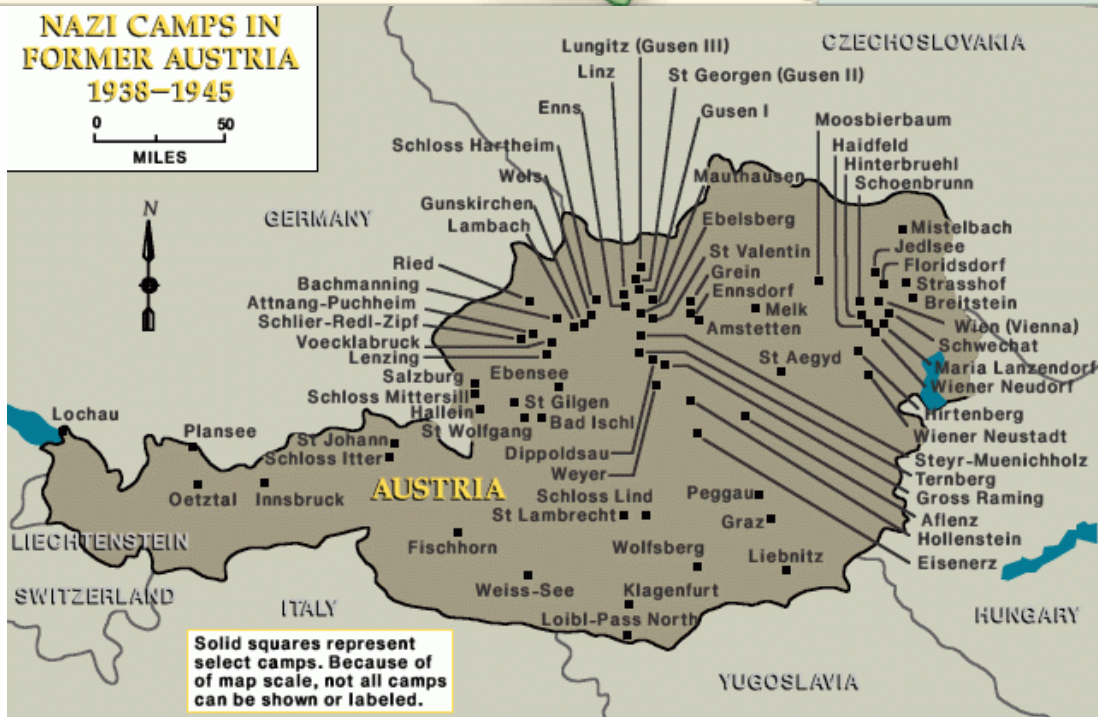 NAZI CAMPS IN
FORMER AUSTRIA
1938–1945
0 50
MILES
N
CZECHOSLOVAKIA
GERMANY
Lungitz (Gusen III)
Linz
St Georgen (Gusen II)
Enns
Gusen I
Moosbierbaum
Schloss Hartheim
Haidfeld
Hinterbruehl
Wels
Mauthausen
Schoenbrunn
Gunskirchen
Ebelsberg
Lambach
Mistelbach
St Valentin
Jedlsee
Ried
Grein
Floridsdorf
Bachmanning
Ennsdorf
Strasshof
Attnang-Puchheim
Melk
Breitstein
Schlier-Redl-Zipf
Amstetten
Wien (Vienna)
Voecklabruck
Schwechat
Lenzing
St Aegyd
Maria Lanzendorf
Salzburg
Ebensee
Wiener Neudorf
Schloss Mittersill
St Gilgen
Hallein
Hirtenberg
Lochau
Bad Ischl
St Wolfgang
Plansee
Wiener Neustadt
St Johann
Dippoldsau
Schloss Itter
Steyr-Muenichholz
Weyer
Ternberg
AUSTRIA
Oetztal
Innsbruck
Schloss Lind
Peggau
Gross Raming
St Lambrecht
Graz
Aflenz
Hollenstein
LIECHTENSTEIN
Fischhorn
Wolfsberg
Liebnitz
Eisenerz
Weiss-See
Klagenfurt
SWITZERLAND
ITALY
Loibl-Pass North
HUNGARY
YUGOSLAVIA
Solid squares represent
select camps. Because of
of map scale, not all camps
can be shown or labeled.